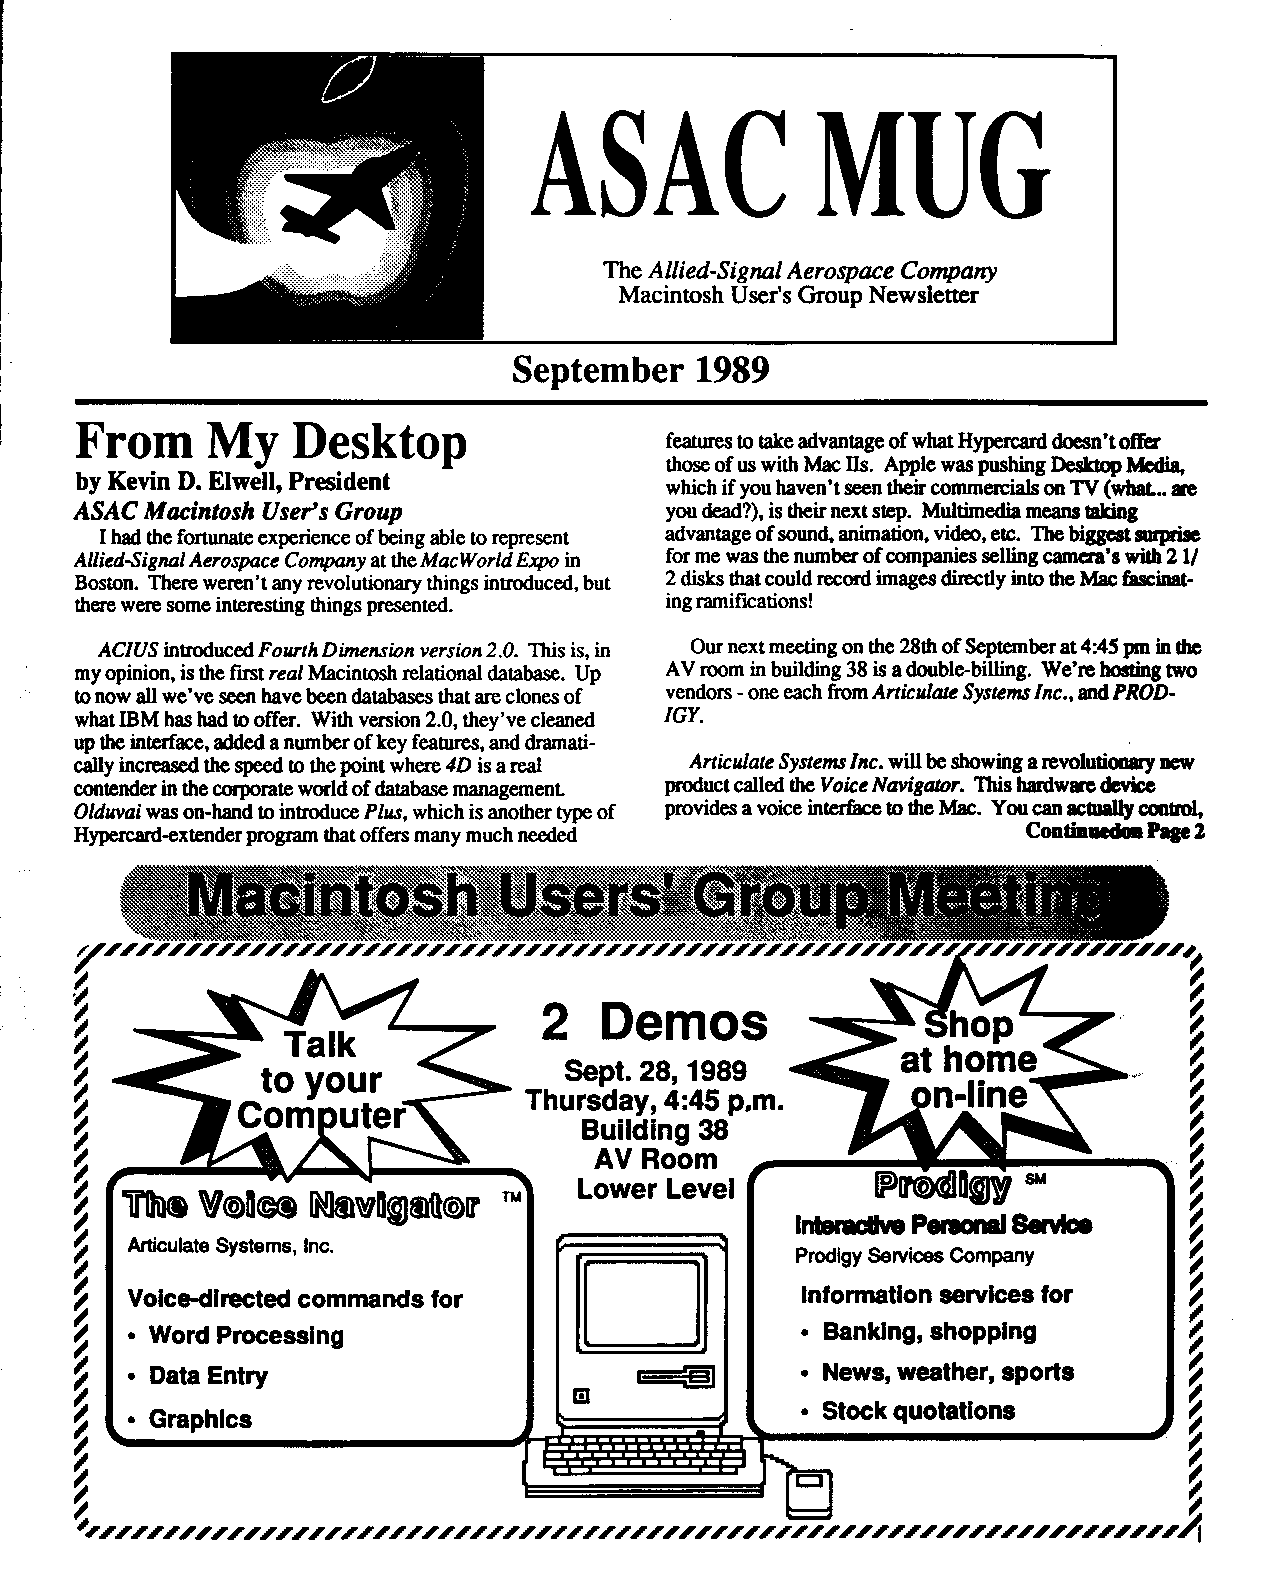 ASAC MUG
The Allied-Signal Aerospace Company
Macintosh User's Group Newsletter
September 1989
From My Desktop
by Kevin D. Elwell, President
ASAC Macintosh User's Group
I had the fortunate experience of being able to represent
Allied-Signal Aerospace Company at the MacWorld Expo in
Boston. There weren't any revolutionary things introduced, but
there were some interesting things presented.
ACIUS introduced Fourth Dimension version 2.0. This is, in
my opinion, is the first real Macintosh relational database. Up
to now all we've seen have been databases that are clones of
what IBM has had to offer. With version 2.0, they've cleaned
up the interface, added a number of key features, and dramati-
cally increased the speed to the point where 4D is a real
contender in the corporate world of database management.
Olduvai was on-hand to introduce Plus, which is another type of
Hypercard-extender program that offers many much needed
features to take advantage of what Hypercard doesn't offer
those of us with Mac IIs. Apple was pushing Desktop Media,
which if you haven't seen their commercials on TV (what... are
you dead?), is their next step. Multimedia means taking
advantage of sound, animation, video, etc. The biggest surprise
for me was the number of companies selling camera's with 2 1/
2 disks that could record images directly into the Mac fascinat-
ing ramifications!
Our next meeting on the 28th of September at 4:45 pm in the
AV room in building 38 is a double-billing. We're hosting two
vendors - one each from Articulate Systems Inc., and PROD-
IGY.
Articulate Systems Inc. will be showing a revolutionary new
product called the Voice Navigator. This hardware device
provides a voice interface to the Mac. You can actually control,
Continuedon Page 2
Macintosh Users' Group Meeting
Talk
to your
Computer
2 Demos
Sept. 28, 1989
Thursday, 4:45 p.m.
Building 38
AV Room
Lower Level
Shop
at home
on-line
The Voice Navigator TM
Articulate Systems, Inc.
Voice-directed commands for
• Word Processing
• Data Entry
• Graphics
Prodigy SM
Interactive Personal Service
Prodigy Services Company
Information services for
• Banking, shopping
• News, weather, sports
• Stock quotations
1